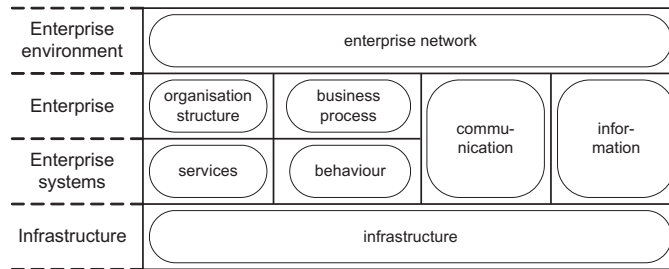 Enterprise
environment
enterprise network
Enterprise
organisation
structure
business
process
commu-
nication
infor-
mation
Enterprise
systems
services
behaviour
Infrastructure
infrastructure